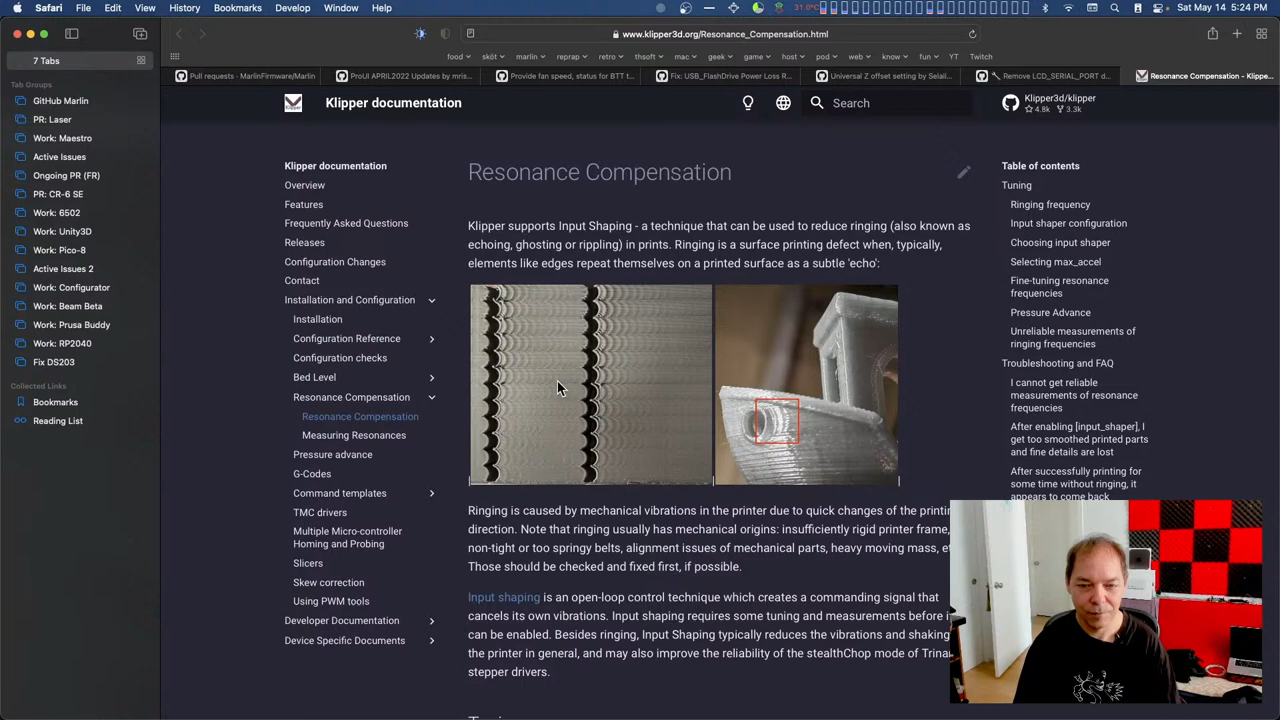 Safari File Edit View History Bookmarks Develop Window Help
31.0°C
Sat May 14 5:24 PM
www.klipper3d.org/Resonance_Compensation.html
7 Tabs
food sköt marlin reprap retro thsoft mac geek game host pod web know fun YT Twitch
Pull requests · MarlinFirmware/Marlin
ProUI APRIL2022 Updates by mris...
Provide fan speed, status for BTT t...
Fix: USB_FlashDrive Power Loss R...
Universal Z offset setting by Selail...
Remove LCD_SERIAL_PORT d...
Resonance Compensation - Klippe...
Tab Groups
GitHub Marlin
PR: Laser
Work: Maestro
Active Issues
Ongoing PR (FR)
PR: CR-6 SE
Work: 6502
Work: Unity3D
Work: Pico-8
Active Issues 2
Work: Configurator
Work: Beam Beta
Work: Prusa Buddy
Work: RP2040
Fix DS203
Collected Links
Bookmarks
Reading List
Klipper documentation
Search
Klipper3d/klipper
4.8k 3.3k
Klipper documentation
Overview
Features
Frequently Asked Questions
Releases
Configuration Changes
Contact
Installation and Configuration
Installation
Configuration Reference
Configuration checks
Bed Level
Resonance Compensation
Resonance Compensation
Measuring Resonances
Pressure advance
G-Codes
Command templates
TMC drivers
Multiple Micro-controller
Homing and Probing
Slicers
Skew correction
Using PWM tools
Developer Documentation
Device Specific Documents
Resonance Compensation
Klipper supports Input Shaping - a technique that can be used to reduce ringing (also known as
echoing, ghosting or rippling) in prints. Ringing is a surface printing defect when, typically,
elements like edges repeat themselves on a printed surface as a subtle 'echo':
Ringing is caused by mechanical vibrations in the printer due to quick changes of the printin
direction. Note that ringing usually has mechanical origins: insufficiently rigid printer frame,
non-tight or too springy belts, alignment issues of mechanical parts, heavy moving mass, et
Those should be checked and fixed first, if possible.
Input shaping is an open-loop control technique which creates a commanding signal that
cancels its own vibrations. Input shaping requires some tuning and measurements before i
can be enabled. Besides ringing, Input Shaping typically reduces the vibrations and shaking
the printer in general, and may also improve the reliability of the stealthChop mode of Trina
stepper drivers.
Table of contents
Tuning
Ringing frequency
Input shaper configuration
Choosing input shaper
Selecting max_accel
Fine-tuning resonance
frequencies
Pressure Advance
Unreliable measurements of
ringing frequencies
Troubleshooting and FAQ
I cannot get reliable
measurements of resonance
frequencies
After enabling [input_shaper], I
get too smoothed printed parts
and fine details are lost
After successfully printing for
some time without ringing, it
appears to come back